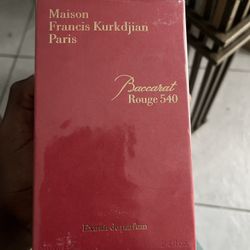 Maison
Francis Kurkdjian
Paris
Baccarat
Rouge 540
Extrait de parfum